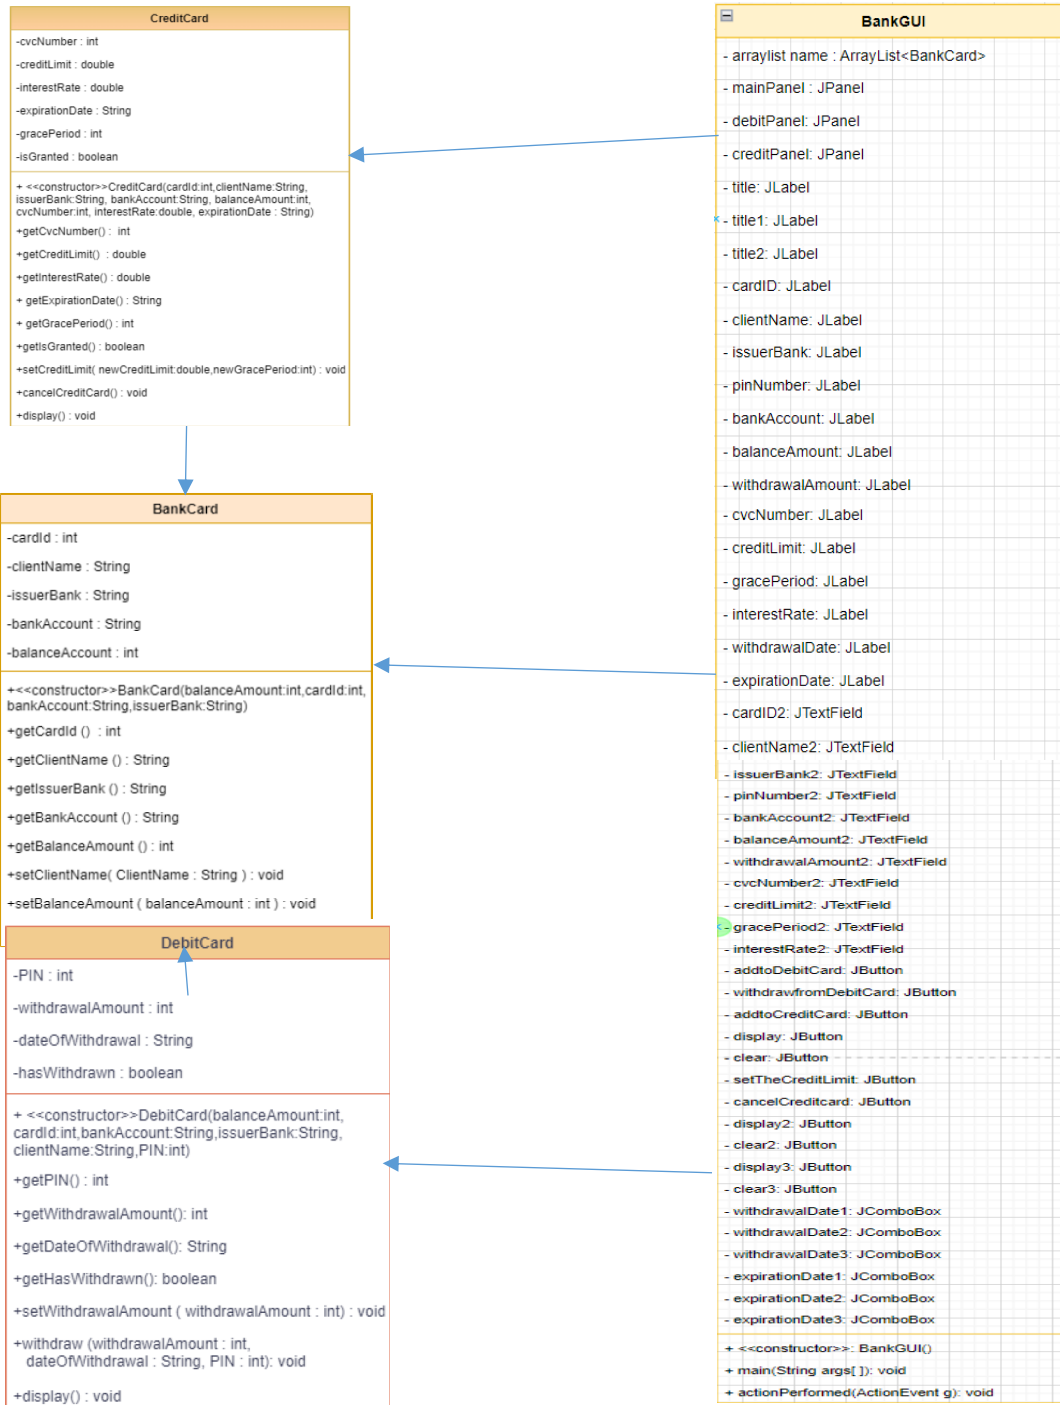 CreditCard
-cvcNumber : int
-creditLimit : double
-interestRate : double
-expirationDate : String
-gracePeriod : int
-isGranted : boolean
+ <<constructor>>CreditCard(cardId:int,clientName:String,
issuerBank:String, bankAccount:String, balanceAmount:int,
cvcNumber:int, interestRate:double, expirationDate : String)
+getCvcNumber() : int
+getCreditLimit() : double
+getInterestRate() : double
+ getExpirationDate() : String
+ getGracePeriod() : int
+getIsGranted() : boolean
+setCreditLimit( newCreditLimit:double,newGracePeriod:int) : void
+cancelCreditCard() : void
+display() : void
BankCard
-cardId : int
-clientName : String
-issuerBank : String
-bankAccount : String
-balanceAccount : int
+<<constructor>>BankCard(balanceAmount:int,cardId:int,
bankAccount:String,issuerBank:String)
+getCardId () : int
+getClientName () : String
+getIssuerBank () : String
+getBankAccount () : String
+getBalanceAmount () : int
+setClientName( ClientName : String ) : void
+setBalanceAmount ( balanceAmount : int ) : void
DebitCard
-PIN : int
-withdrawalAmount : int
-dateOfWithdrawal : String
-hasWithdrawn : boolean
+ <<constructor>>DebitCard(balanceAmount:int,
cardId:int,bankAccount:String,issuerBank:String,
clientName:String,PIN:int)
+getPIN() : int
+getWithdrawalAmount(): int
+getDateOfWithdrawal(): String
+getHasWithdrawn(): boolean
+setWithdrawalAmount ( withdrawalAmount : int) : void
+withdraw (withdrawalAmount : int,
dateOfWithdrawal : String, PIN : int): void
+display() : void
BankGUI
- arraylist name : ArrayList<BankCard>
- mainPanel : JPanel
- debitPanel: JPanel
- creditPanel: JPanel
- title: JLabel
- title1: JLabel
- title2: JLabel
- cardID: JLabel
- clientName: JLabel
- issuerBank: JLabel
- pinNumber: JLabel
- bankAccount: JLabel
- balanceAmount: JLabel
- withdrawalAmount: JLabel
- cvcNumber: JLabel
- creditLimit: JLabel
- gracePeriod: JLabel
- interestRate: JLabel
- withdrawalDate: JLabel
- expirationDate: JLabel
- cardID2: JTextField
- clientName2: JTextField
- issuerBank2: JTextField
- pinNumber2: JTextField
- bankAccount2: JTextField
- balanceAmount2: JTextField
- withdrawalAmount2: JTextField
- cvcNumber2: JTextField
- creditLimit2: JTextField
- gracePeriod2: JTextField
- interestRate2: JTextField
- addtoDebitCard: JButton
- withdrawfromDebitCard: JButton
- addtoCreditCard: JButton
- display: JButton
- clear: JButton
- setTheCreditLimit: JButton
- cancelCreditcard: JButton
- display2: JButton
- clear2: JButton
- display3: JButton
- clear3: JButton
- withdrawalDate1: JComboBox
- withdrawalDate2: JComboBox
- withdrawalDate3: JComboBox
- expirationDate1: JComboBox
- expirationDate2: JComboBox
- expirationDate3: JComboBox
+ <<constructor>>: BankGUI()
+ main(String args[ ]): void
+ actionPerformed(ActionEvent g): void